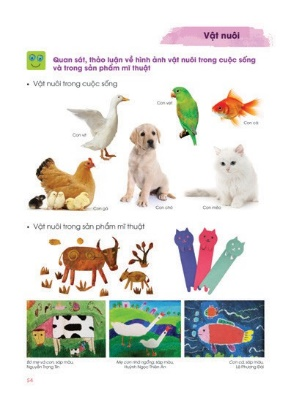 Vật nuôi
Quan sát, thảo luận về hình ảnh vật nuôi trong cuộc sống
và trong sản phẩm mĩ thuật
• Vật nuôi trong cuộc sống
Con vẹt
Con cá
Con vịt
Con gà
Con chó
Con mèo
• Vật nuôi trong sản phẩm mĩ thuật
Bò mẹ và con, sáp màu,
Nguyễn Trọng Tín
Mẹ con nhà ngỗng, sáp màu,
Huỳnh Ngọc Thiên Ân
Con cá, sáp màu,
Lê Phương Đài
54